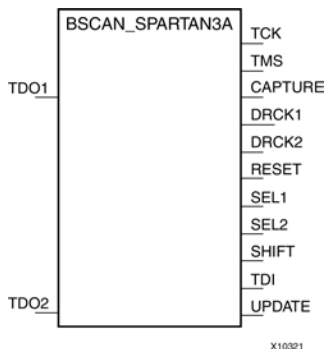 BSCAN_SPARTAN3A
TCK
TMS
TDO1
CAPTURE
DRCK1
DRCK2
RESET
SEL1
SEL2
SHIFT
TDI
TDO2
UPDATE
X10321